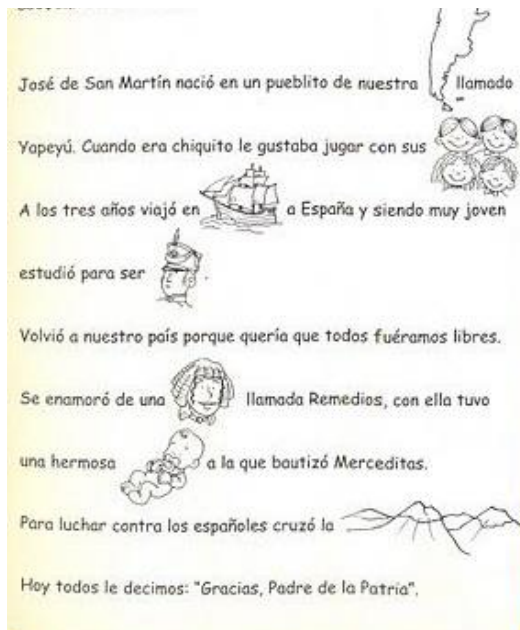 José de San Martín nació en un pueblito de nuestra llamado
Yapeyú. Cuando era chiquito le gustaba jugar con sus
A los tres años viajó en a España y siendo muy joven
estudió para ser .
Volvió a nuestro país porque quería que todos fuéramos libres.
Se enamoró de una llamada Remedios, con ella tuvo
una hermosa a la que bautizó Merceditas.
Para luchar contra los españoles cruzó la
Hoy todos le decimos: "Gracias, Padre de la Patria".